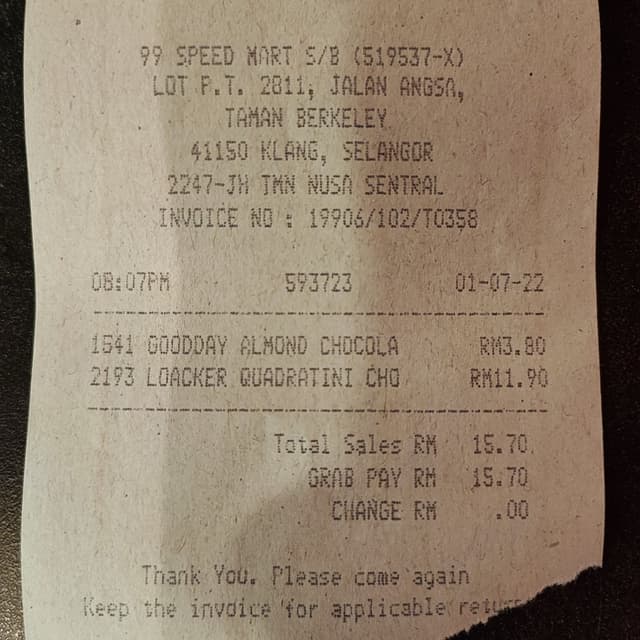 99 SPEED MART S/B (519537-X)
LOT P.T. 2811, JALAN ANGSA,
TAMAN BERKELEY
41150 KLANG, SELANGOR
2247-JH TMN NUSA SENTRAL
INVOICE NO : 19906/102/T0358
08:07PM 593723 01-07-22
1541 GOODDAY ALMOND CHOCOLA RM3.80
2193 LOACKER QUADRATINI CHO RM11.90
Total Sales RM 15.70
GRAB PAY RM 15.70
CHANGE RM .00
Thank You. Please come again
Keep the invoice for applicable